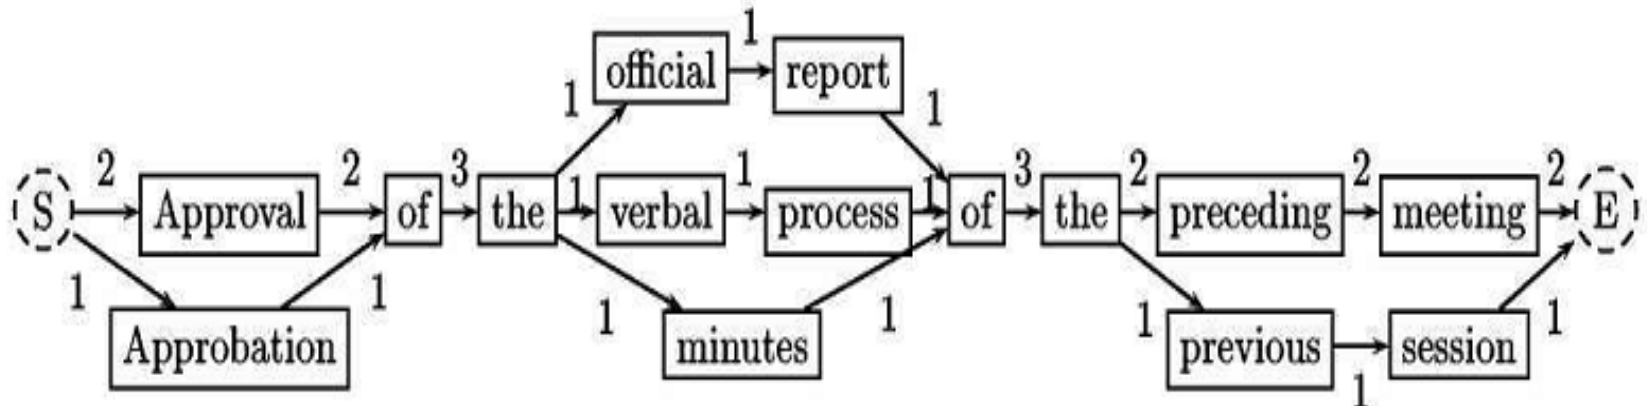 1
official report
1 1
2 2 3 1 1 1 3 2 2 2
S Approval of the verbal process of the preceding meeting E
1 1 1 1 1 1
Approbation minutes previous session
1